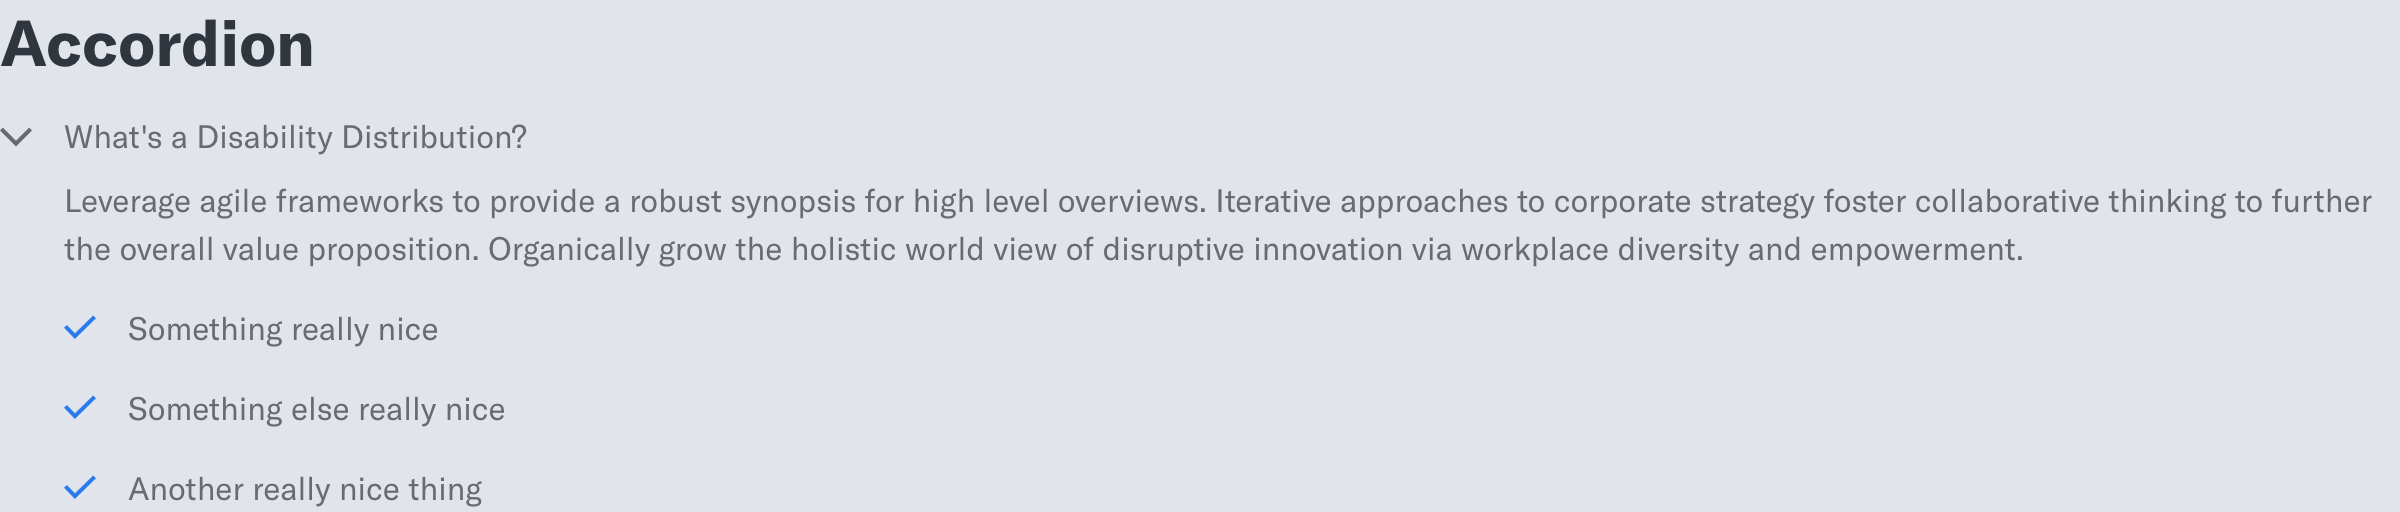 Accordion
What's a Disability Distribution?
Leverage agile frameworks to provide a robust synopsis for high level overviews. Iterative approaches to corporate strategy foster collaborative thinking to further
the overall value proposition. Organically grow the holistic world view of disruptive innovation via workplace diversity and empowerment.
Something really nice
Something else really nice
Another really nice thing